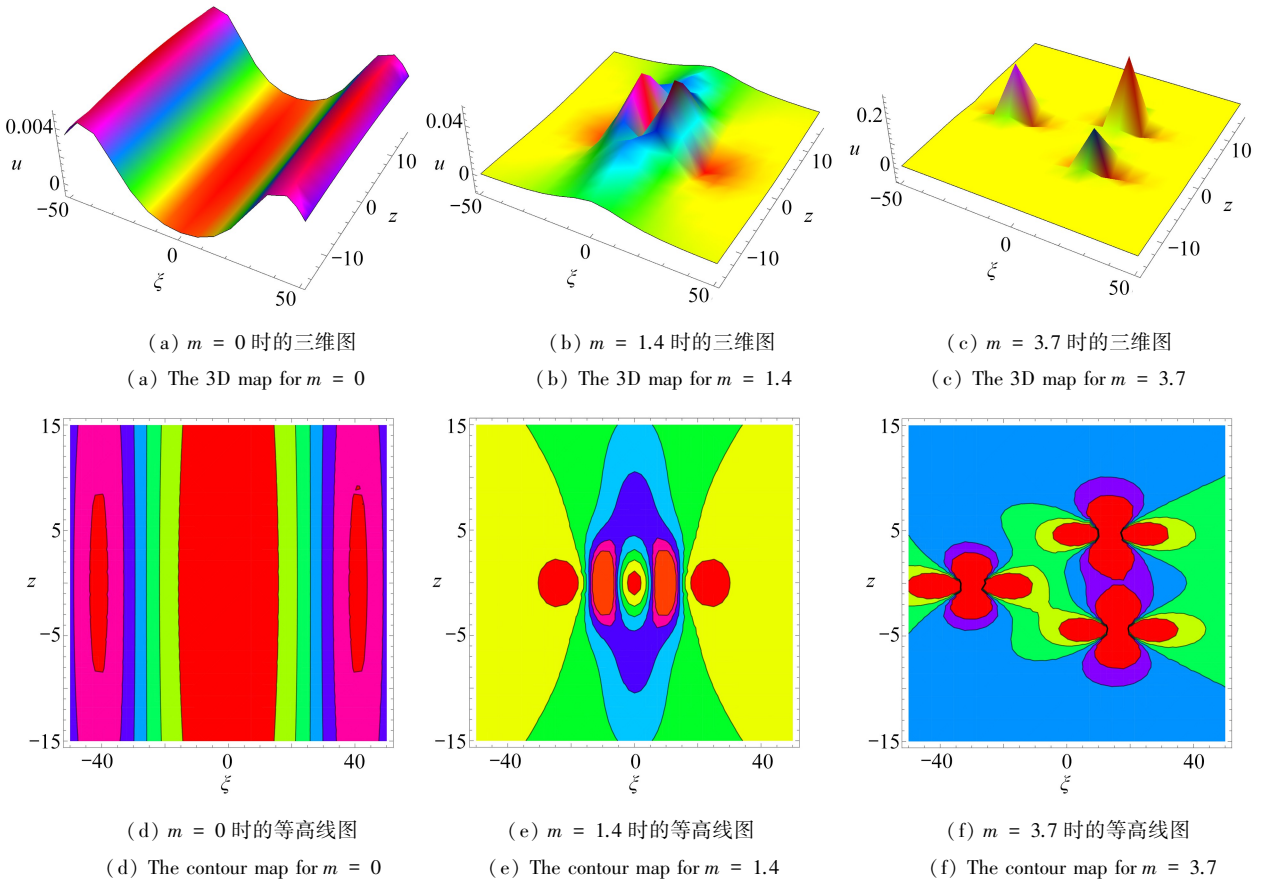 0.004
u
0
−50
0
ξ
50
−10
0
10
z
0.04
u
0
−50
0
ξ
50
−10
0
10
z
0.2
u
0
−50
0
ξ
50
−10
0
10
z
(a) m = 0 时的三维图
(b) m = 1.4 时的三维图
(c) m = 3.7 时的三维图
(a) The 3D map for m = 0
(b) The 3D map for m = 1.4
(c) The 3D map for m = 3.7
15
5
z
−5
−15
−40
0
40
ξ
15
5
z
−5
−15
−40
0
40
ξ
15
5
z
−5
−15
−40
0
40
ξ
(d) m = 0 时的等高线图
(e) m = 1.4 时的等高线图
(f) m = 3.7 时的等高线图
(d) The contour map for m = 0
(e) The contour map for m = 1.4
(f) The contour map for m = 3.7